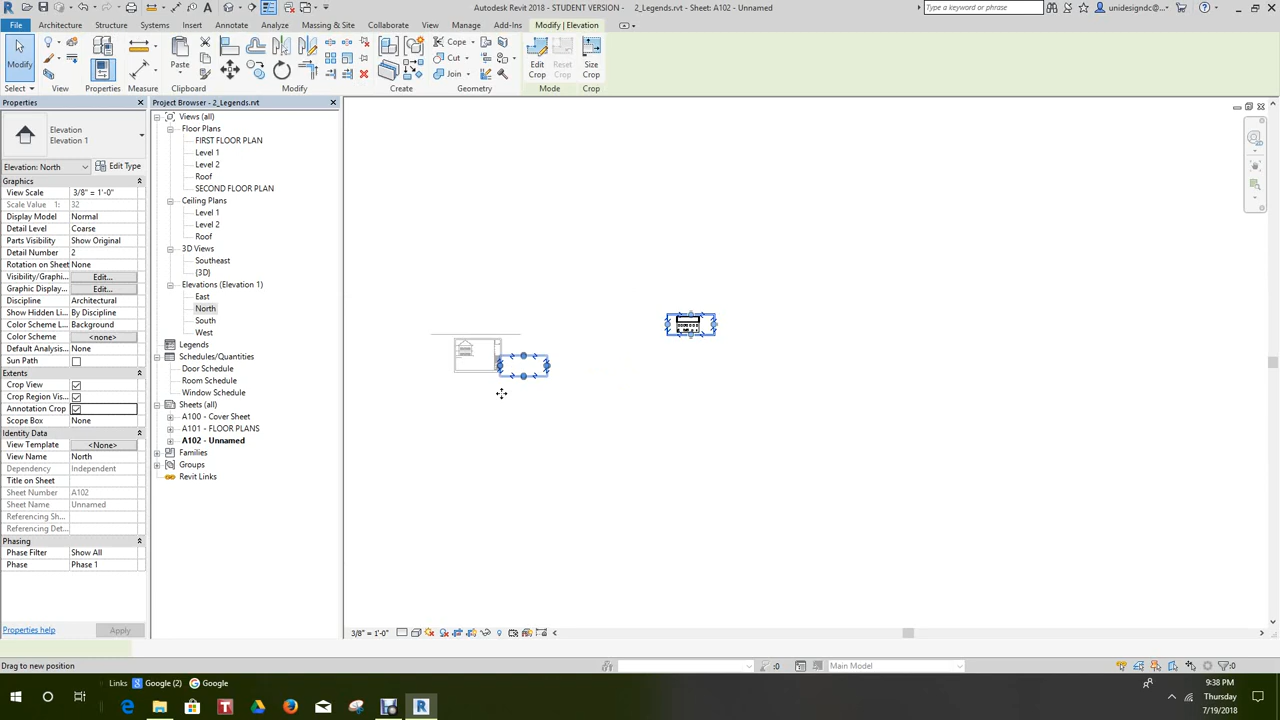 Autodesk Revit 2018 - STUDENT VERSION - 2_Legends.rvt - Sheet: A102 - Unnamed
Type a keyword or phrase
unidesigndc@...
File Architecture Structure Systems Insert Annotate Analyze Massing & Site Collaborate View Manage Add-Ins Modify | Elevation
Modify
Paste
Cope
Cut
Join
Edit Crop
Reset Crop
Size Crop
Select View Properties Clipboard Measure Modify Create Geometry Mode Crop
Properties
Elevation
Elevation 1
Elevation: North
Edit Type
Graphics
View Scale 3/8" = 1'-0"
Scale Value 1: 32
Display Model Normal
Detail Level Coarse
Parts Visibility Show Original
Detail Number 2
Rotation on Sheet None
Visibility/Graphi... Edit...
Graphic Display... Edit...
Discipline Architectural
Show Hidden Li... By Discipline
Color Scheme L... Background
Color Scheme <none>
Default Analysis... None
Sun Path
Extents
Crop View
Crop Region Vis...
Annotation Crop
Scope Box None
Identity Data
View Template <None>
View Name North
Dependency Independent
Title on Sheet
Sheet Number A102
Sheet Name Unnamed
Referencing Sh...
Referencing Det...
Phasing
Phase Filter Show All
Phase Phase 1
Properties help
Apply
Project Browser - 2_Legends.rvt
Views (all)
Floor Plans
FIRST FLOOR PLAN
Level 1
Level 2
Roof
SECOND FLOOR PLAN
Ceiling Plans
Level 1
Level 2
Roof
3D Views
Southeast
{3D}
Elevations (Elevation 1)
East
North
South
West
Legends
Schedules/Quantities
Door Schedule
Room Schedule
Window Schedule
Sheets (all)
A100 - Cover Sheet
A101 - FLOOR PLANS
A102 - Unnamed
Families
Groups
Revit Links
3/8" = 1'-0"
Drag to new position
:0
Main Model
:0
Links
Google (2)
Google
9:38 PM
Thursday
7/19/2018